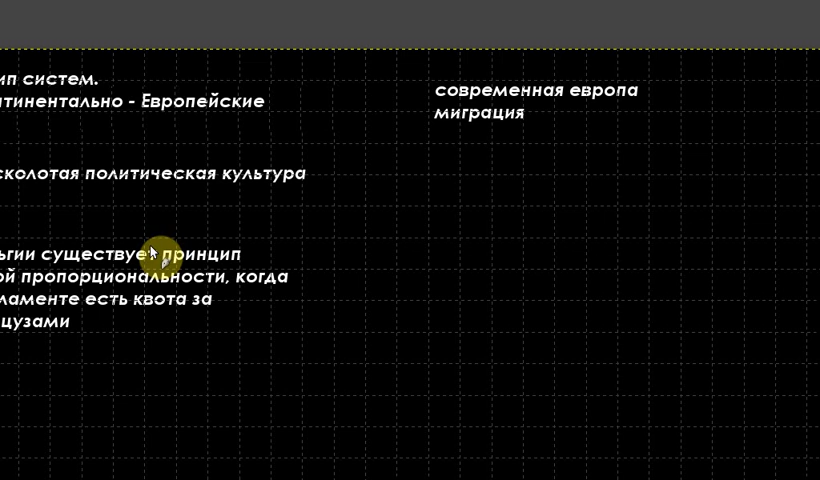 ип систем.
нтинентально - Европейские
сколотая политическая культура
ьгии существует принцип
ой пропорциональности, когда
ламенте есть квота за
цузами
современная европа
миграция